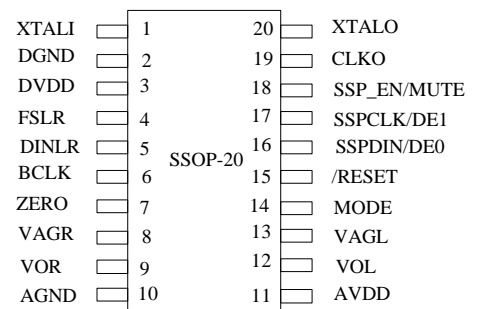 XTALI 1 20 XTALO
DGND 2 19 CLKO
DVDD 3 18 SSP_EN/MUTE
FSLR 4 17 SSPCLK/DE1
DINLR 5 16 SSPDIN/DE0
SSOP-20
BCLK 6 15 /RESET
ZERO 7 14 MODE
VAGR 8 13 VAGL
VOR 9 12 VOL
AGND 10 11 AVDD